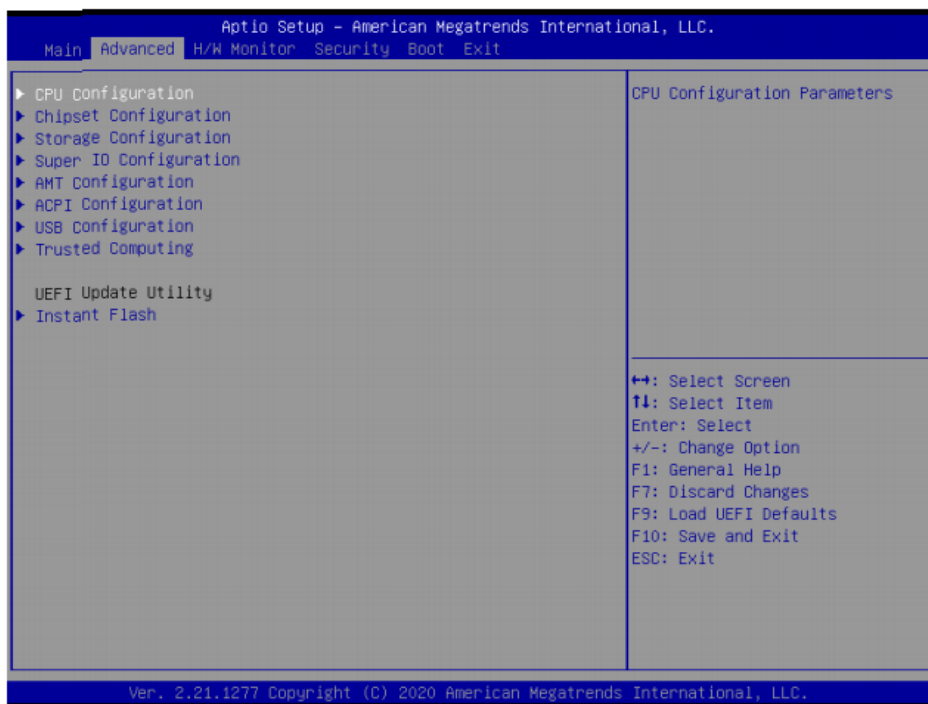 Aptio Setup – American Megatrends International, LLC.
Main Advanced H/W Monitor Security Boot Exit
CPU Configuration
Chipset Configuration
Storage Configuration
Super IO Configuration
AMT Configuration
ACPI Configuration
USB Configuration
Trusted Computing
UEFI Update Utility
Instant Flash
CPU Configuration Parameters
↔: Select Screen
↑↓: Select Item
Enter: Select
+/-: Change Option
F1: General Help
F7: Discard Changes
F9: Load UEFI Defaults
F10: Save and Exit
ESC: Exit
Ver. 2.21.1277 Copyright (C) 2020 American Megatrends International, LLC.